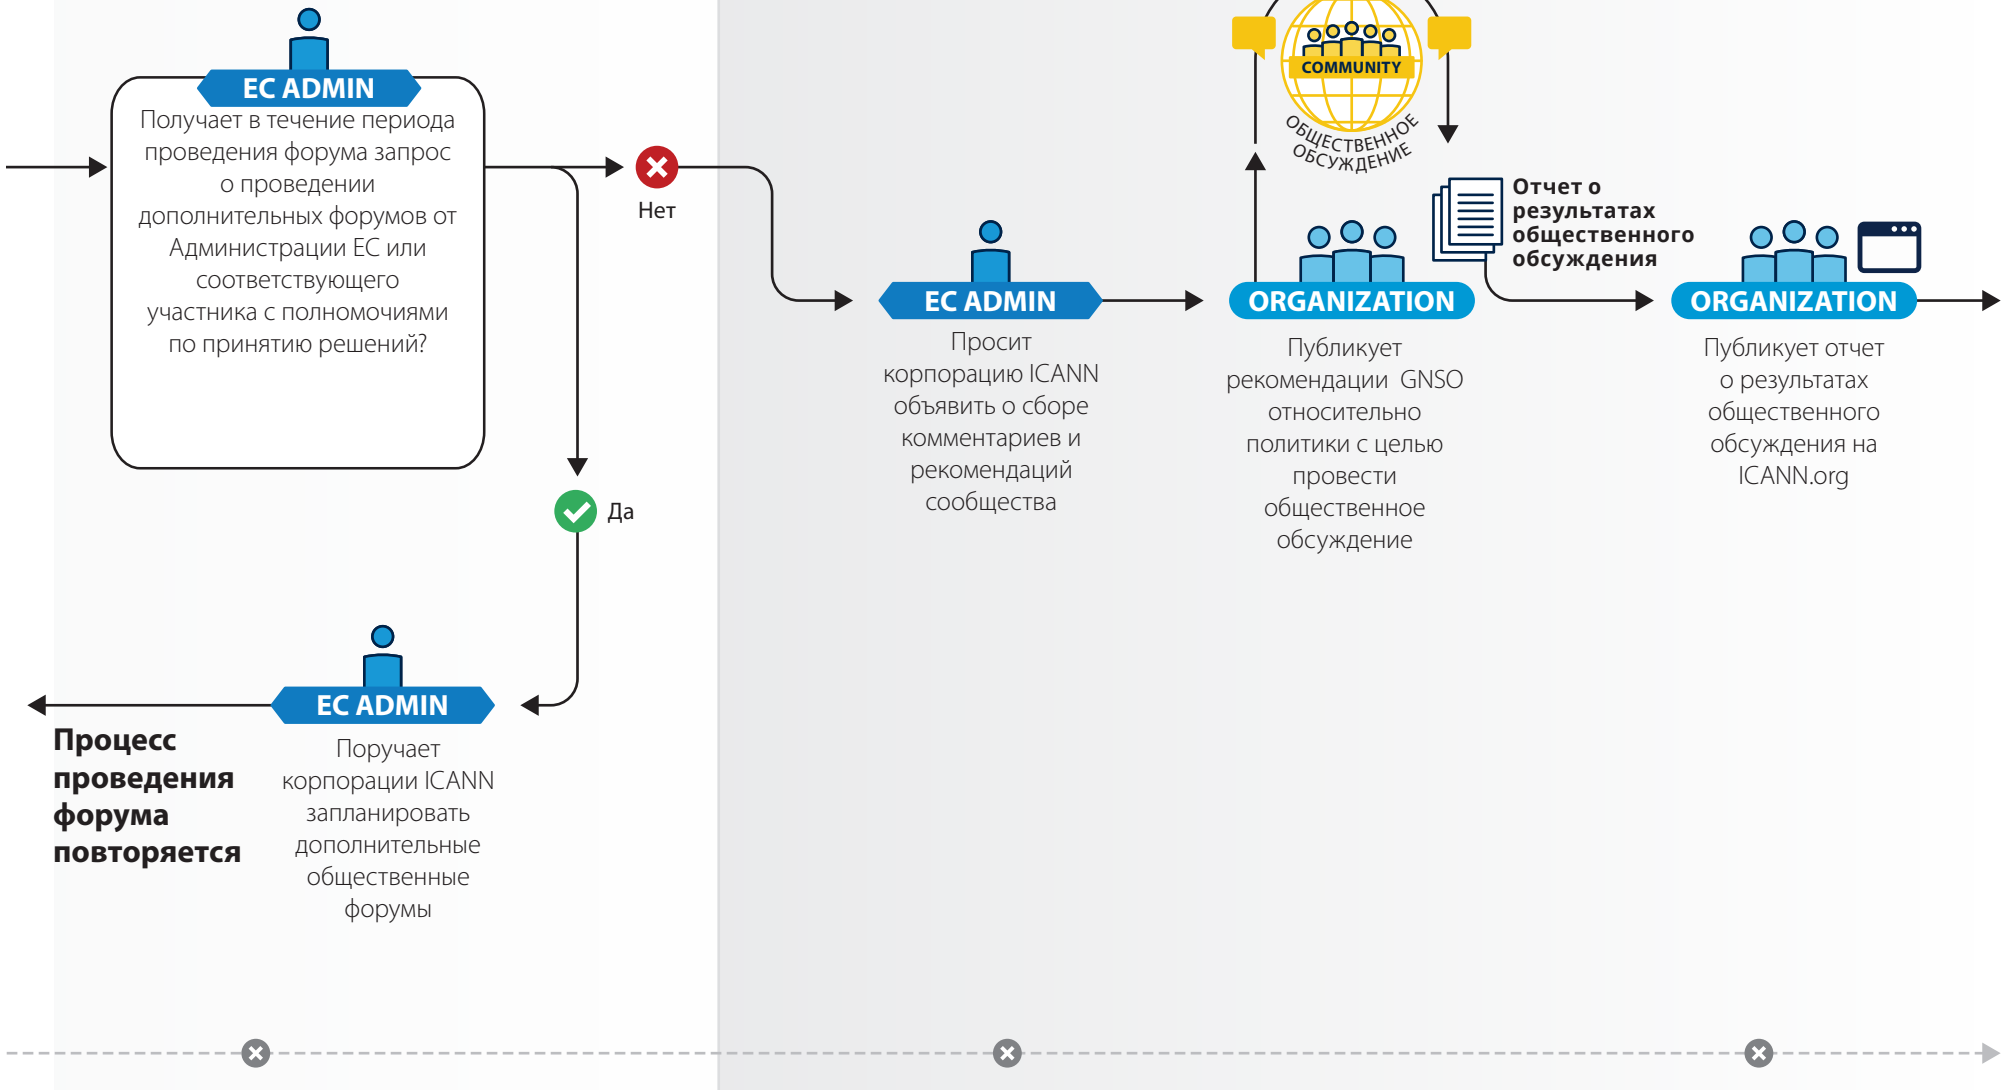 EC ADMIN
Получает в течение периода
проведения форума запрос
о проведении
дополнительных форумов от
Администрации ЕС или
соответствующего
участника с полномочиями
по принятию решений?
Нет
Да
EC ADMIN
Поручает
корпорации ICANN
запланировать
дополнительные
общественные
форумы
Процесс
проведения
форума
повторяется
EC ADMIN
Просит
корпорацию ICANN
объявить о сборе
комментариев и
рекомендаций
сообщества
COMMUNITY
ОБЩЕСТВЕННОЕ
ОБСУЖДЕНИЕ
ORGANIZATION
Публикует
рекомендации GNSO
относительно
политики с целью
провести
общественное
обсуждение
Отчет о
результатах
общественного
обсуждения
ORGANIZATION
Публикует отчет
о результатах
общественного
обсуждения на
ICANN.org